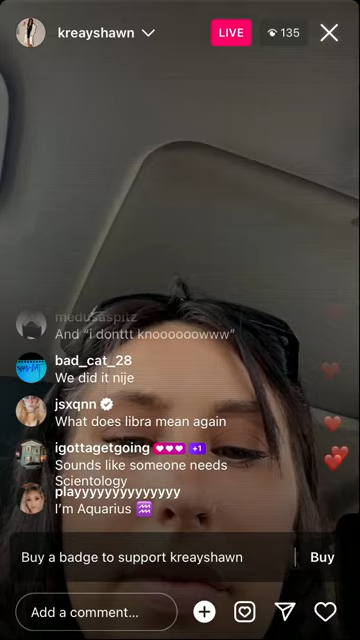 kreayshawn
LIVE
135
medusaspitz
And “i donttt knooooooowww”
bad_cat_28
We did it nije
jsxqnn
What does libra mean again
igottagetgoing +1
Sounds like someone needs
Scientology
playyyyyyyyyyyyyy
I’m Aquarius ♒
Buy a badge to support kreayshawn
Buy
Add a comment...